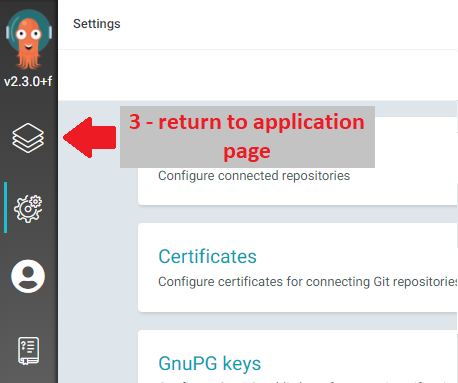 Settings
v2.3.0+f
3 - return to application
page
Configure connected repositories
Certificates
Configure certificates for connecting Git repositories
GnuPG keys